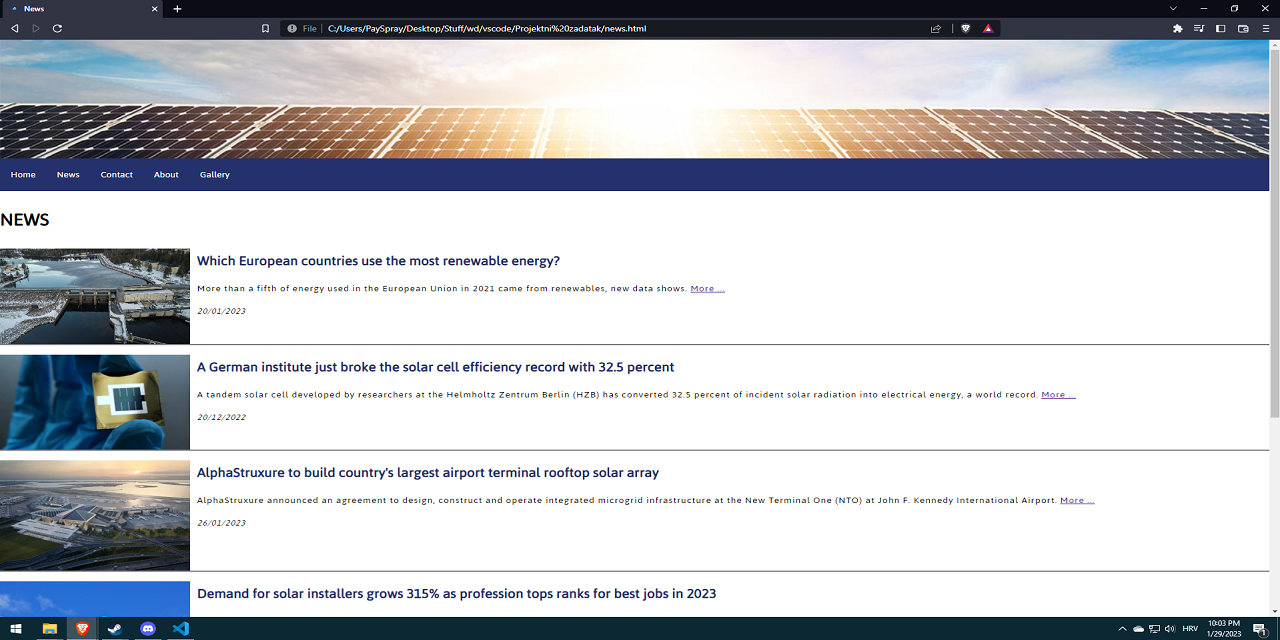 News
File
C:/Users/PaySpray/Desktop/Stuff/wd/vscode/Projektni%20zadatak/news.html
Home News Contact About Gallery
NEWS
Which European countries use the most renewable energy?
More than a fifth of energy used in the European Union in 2021 came from renewables, new data shows. More ...
20/01/2023
A German institute just broke the solar cell efficiency record with 32.5 percent
A tandem solar cell developed by researchers at the Helmholtz Zentrum Berlin (HZB) has converted 32.5 percent of incident solar radiation into electrical energy, a world record. More ...
20/12/2022
AlphaStruxure to build country's largest airport terminal rooftop solar array
AlphaStruxure announced an agreement to design, construct and operate integrated microgrid infrastructure at the New Terminal One (NTO) at John F. Kennedy International Airport. More ...
26/01/2023
Demand for solar installers grows 315% as profession tops ranks for best jobs in 2023
HRV
10:03 PM
1/29/2023
1